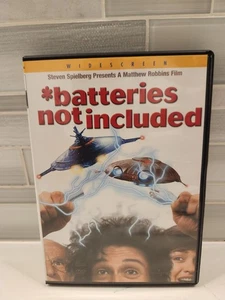 WIDESCREEN
Steven Spielberg Presents A Matthew Robbins Film
*batteries
not included